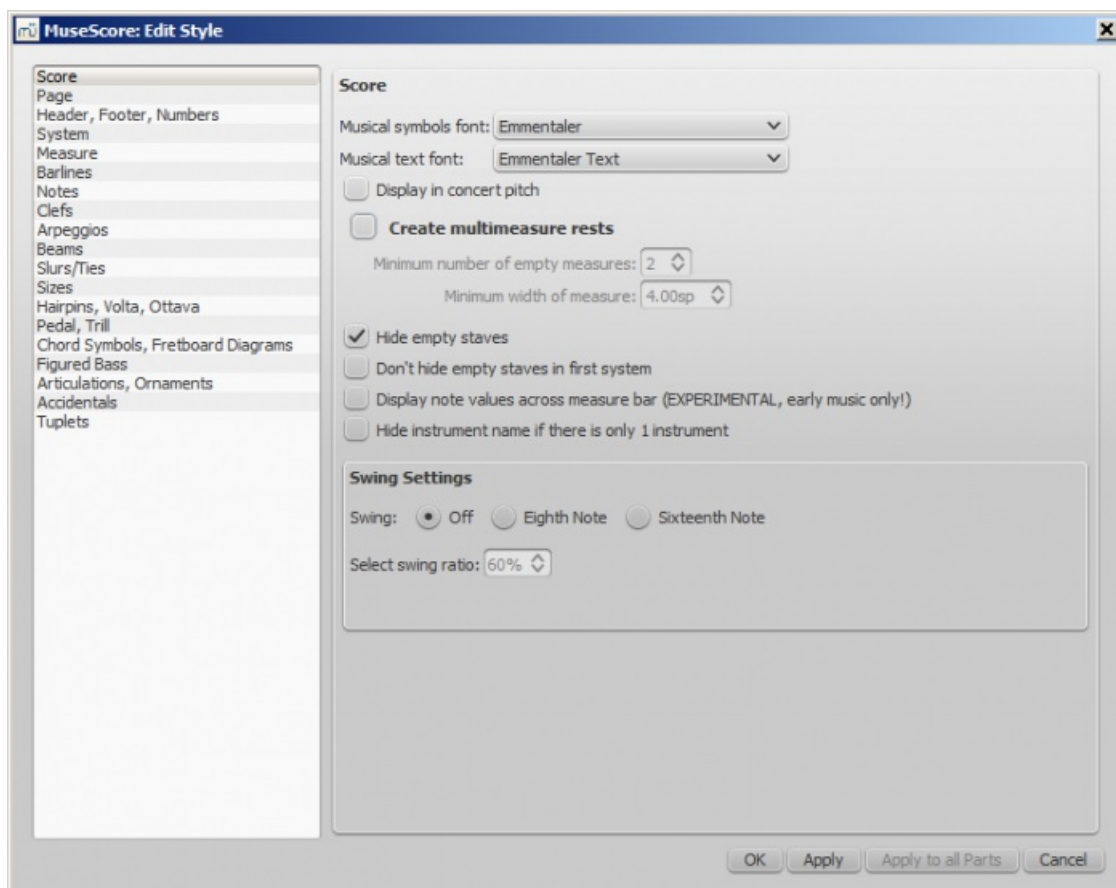 MuseScore: Edit Style
Score
Page
Header, Footer, Numbers
System
Measure
Barlines
Notes
Clefs
Arpeggios
Beams
Slurs/Ties
Sizes
Hairpins, Volta, Ottava
Pedal, Trill
Chord Symbols, Fretboard Diagrams
Figured Bass
Articulations, Ornaments
Accidentals
Tuplets
Score
Musical symbols font: Emmentaler
Musical text font: Emmentaler Text
Display in concert pitch
Create multimeasure rests
Minimum number of empty measures: 2
Minimum width of measure: 4.00sp
Hide empty staves
Don't hide empty staves in first system
Display note values across measure bar (EXPERIMENTAL, early music only!)
Hide instrument name if there is only 1 instrument
Swing Settings
Swing: Off Eighth Note Sixteenth Note
Select swing ratio: 60%
OK Apply Apply to all Parts Cancel